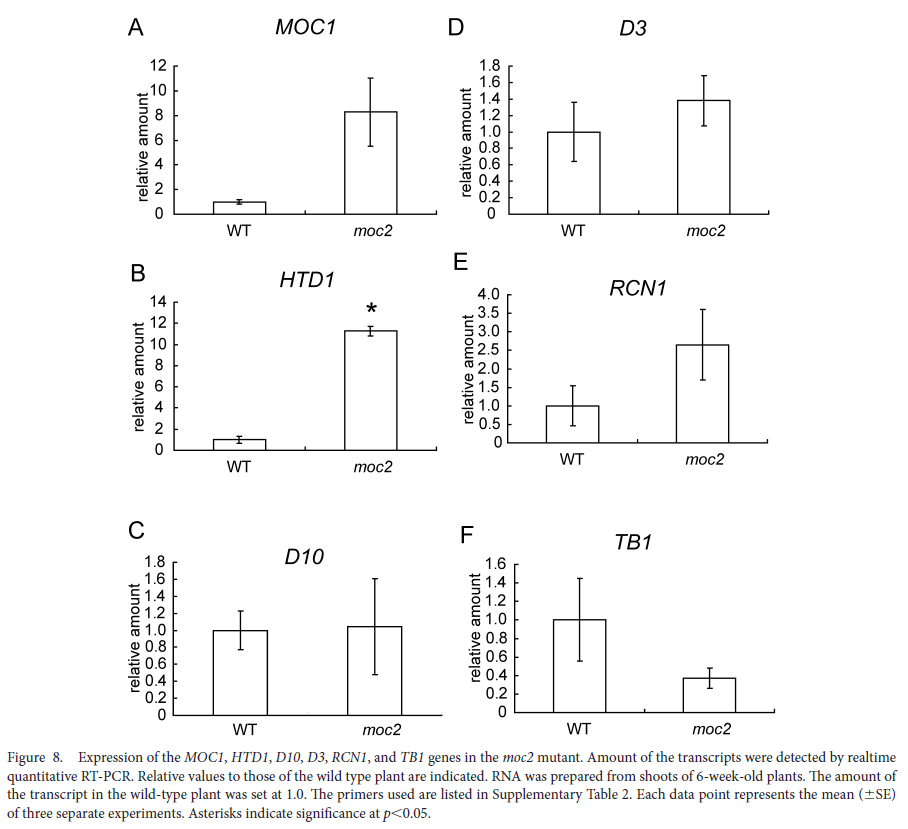 A
MOC1
relative amount
12
10
8
6
4
2
0
WT
moc2
D
D3
relative amount
1.8
1.6
1.4
1.2
1.0
0.8
0.6
0.4
0.2
0
WT
moc2
B
HTD1
relative amount
14
12
10
8
6
4
2
0
*
WT
moc2
E
RCN1
relative amount
4.0
3.5
3.0
2.5
2.0
1.5
1.0
0.5
0
WT
moc2
C
D10
relative amount
1.8
1.6
1.4
1.2
1.0
0.8
0.6
0.4
0.2
0
WT
moc2
F
TB1
relative amount
1.6
1.4
1.2
1.0
0.8
0.6
0.4
0.2
0
WT
moc2
Figure 8. Expression of the MOC1, HTD1, D10, D3, RCN1, and TB1 genes in the moc2 mutant. Amount of the transcripts were detected by realtime
quantitative RT-PCR. Relative values to those of the wild type plant are indicated. RNA was prepared from shoots of 6-week-old plants. The amount of
the transcript in the wild-type plant was set at 1.0. The primers used are listed in Supplementary Table 2. Each data point represents the mean (±SE)
of three separate experiments. Asterisks indicate significance at p<0.05.